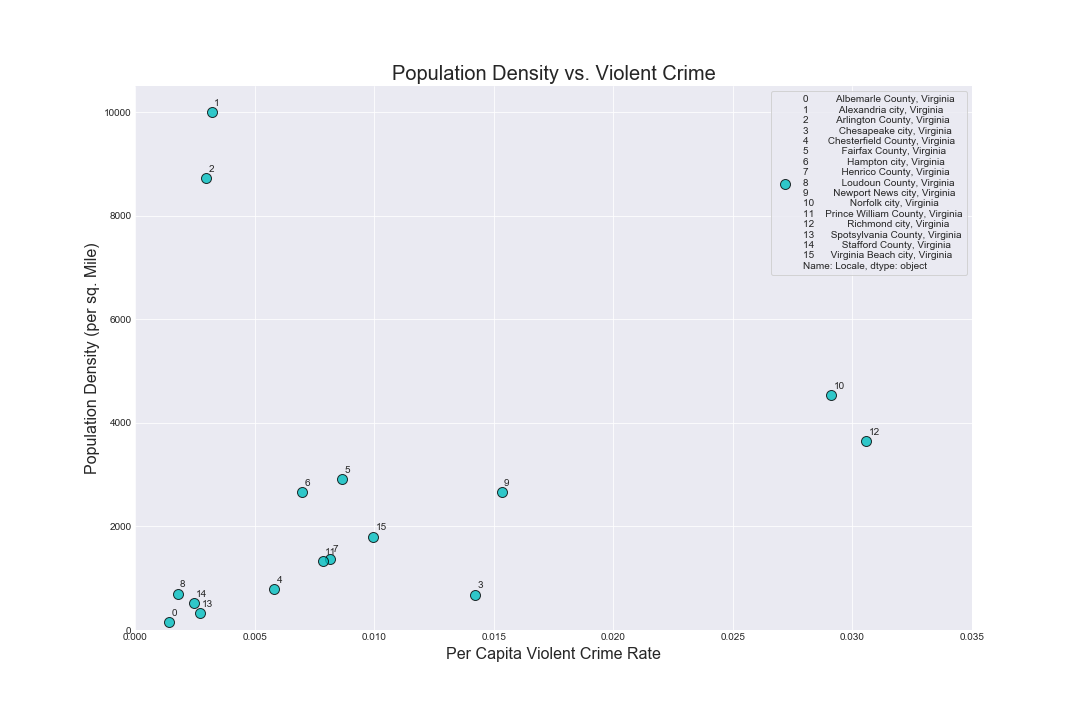 Population Density vs. Violent Crime
0 Albemarle County, Virginia
1 Alexandria city, Virginia
2 Arlington County, Virginia
3 Chesapeake city, Virginia
4 Chesterfield County, Virginia
5 Fairfax County, Virginia
6 Hampton city, Virginia
7 Henrico County, Virginia
8 Loudoun County, Virginia
9 Newport News city, Virginia
10 Norfolk city, Virginia
11 Prince William County, Virginia
12 Richmond city, Virginia
13 Spotsylvania County, Virginia
14 Stafford County, Virginia
15 Virginia Beach city, Virginia
Name: Locale, dtype: object
Population Density (per sq. Mile)
10000
8000
6000
4000
2000
0
1
2
10
12
5
6
9
15
7
11
4
3
8
14
13
0
0.000
0.005
0.010
0.015
0.020
0.025
0.030
0.035
Per Capita Violent Crime Rate